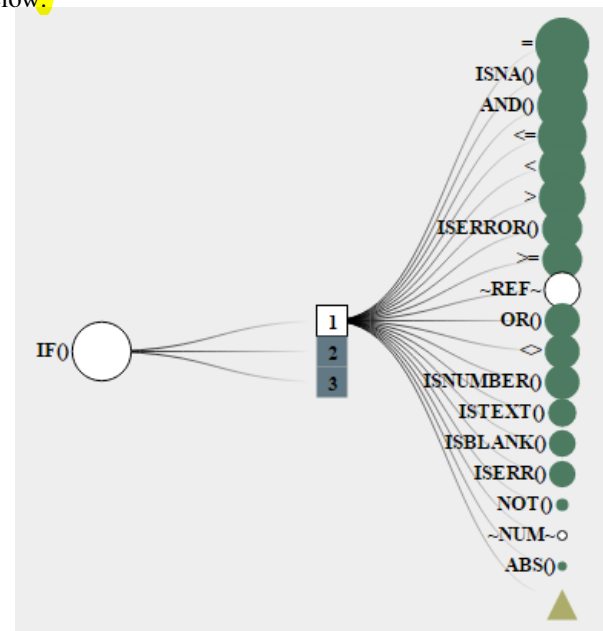 low.
=
ISNA()
AND()
<=
<
>
ISERROR()
>=
~REF~
1
OR()
IF()
2
<>
3
ISNUMBER()
ISTEXT()
ISBLANK()
ISERR()
NOT()
~NUM~
ABS()